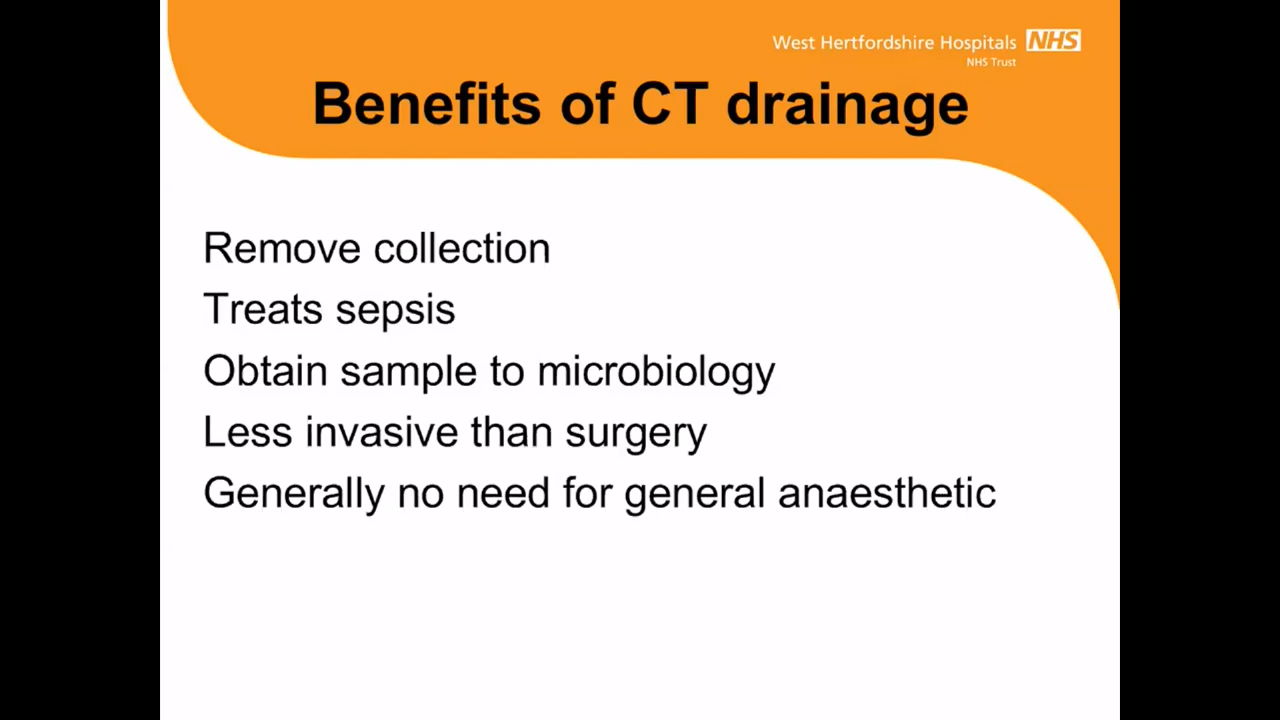 West Hertfordshire Hospitals NHS
NHS Trust
Benefits of CT drainage
Remove collection
Treats sepsis
Obtain sample to microbiology
Less invasive than surgery
Generally no need for general anaesthetic